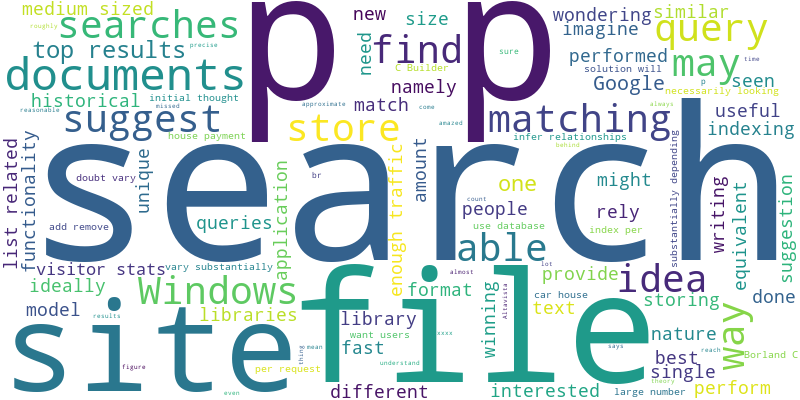 medium sized
searches
top results
documents
historical
initial thought
suggest
house payment
p p
new
size
need
find
C Builder
namely
match
store
matching
wondering
similar
imagine
query
performed
may
solution will
Google
seen
p
necessarily looking
time
roughly
precise
sure
missed
reasonable
approximate
come
amazed
always
behind
infer relationships
useful
indexing
search
list related
functionality
unique
doubt vary
add remove
queries
application
enough traffic
amount
one
people
count
use database
able
might
rely
index per
substantially depending
writing
equivalent
suggestion
visitor stats
vary substantially
br
ideally
Windows
model
libraries
results
site
file
format
library
fast
want users
almost
xxxx
winning
Altavista
lot
provide
car house
text
idea
storing
done
way
nature
best
single
Borland C
says
reach
theory
perform
large number
interested
different
understand
per request
thing
mean
figure
even